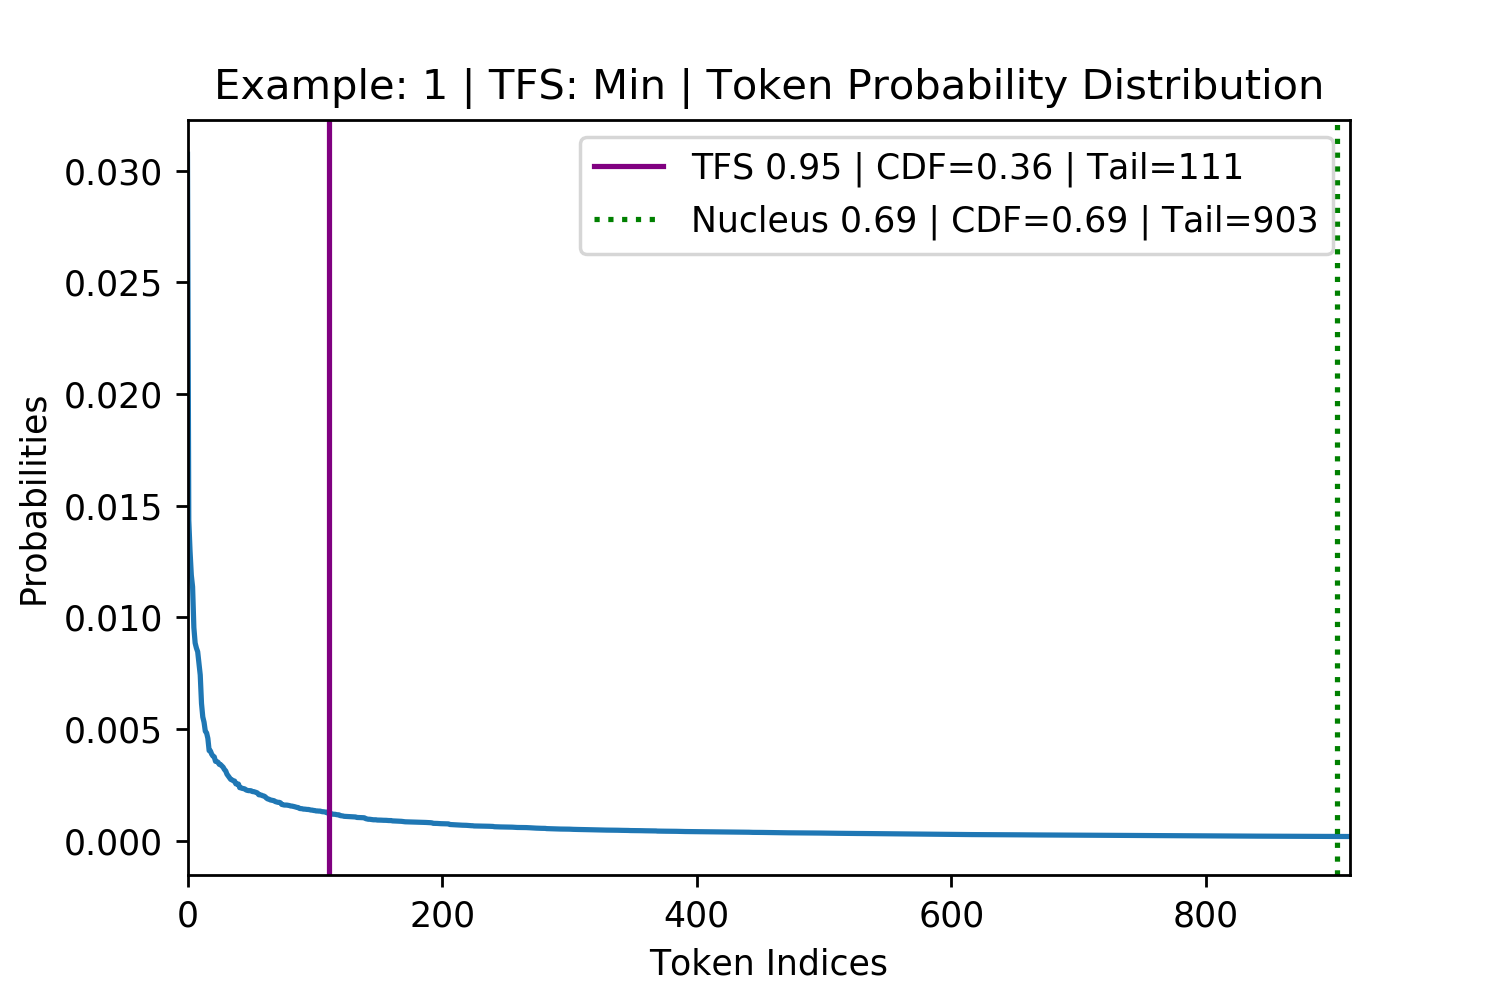 Example: 1 | TFS: Min | Token Probability Distribution
TFS 0.95 | CDF=0.36 | Tail=111
Nucleus 0.69 | CDF=0.69 | Tail=903
Probabilities
0.030
0.025
0.020
0.015
0.010
0.005
0.000
0 200 400 600 800
Token Indices